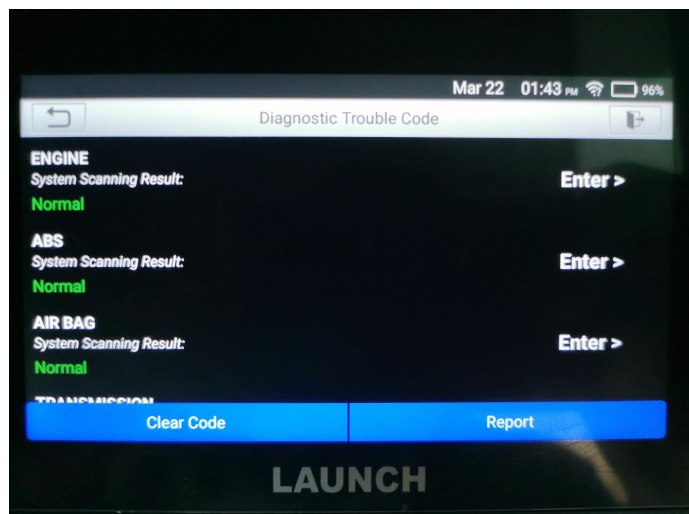 Mar 22 01:43 PM 96%
Diagnostic Trouble Code
ENGINE
System Scanning Result:
Enter >
Normal
ABS
System Scanning Result:
Enter >
Normal
AIR BAG
System Scanning Result:
Enter >
Normal
TRANSMISSION
Clear Code
Report
LAUNCH